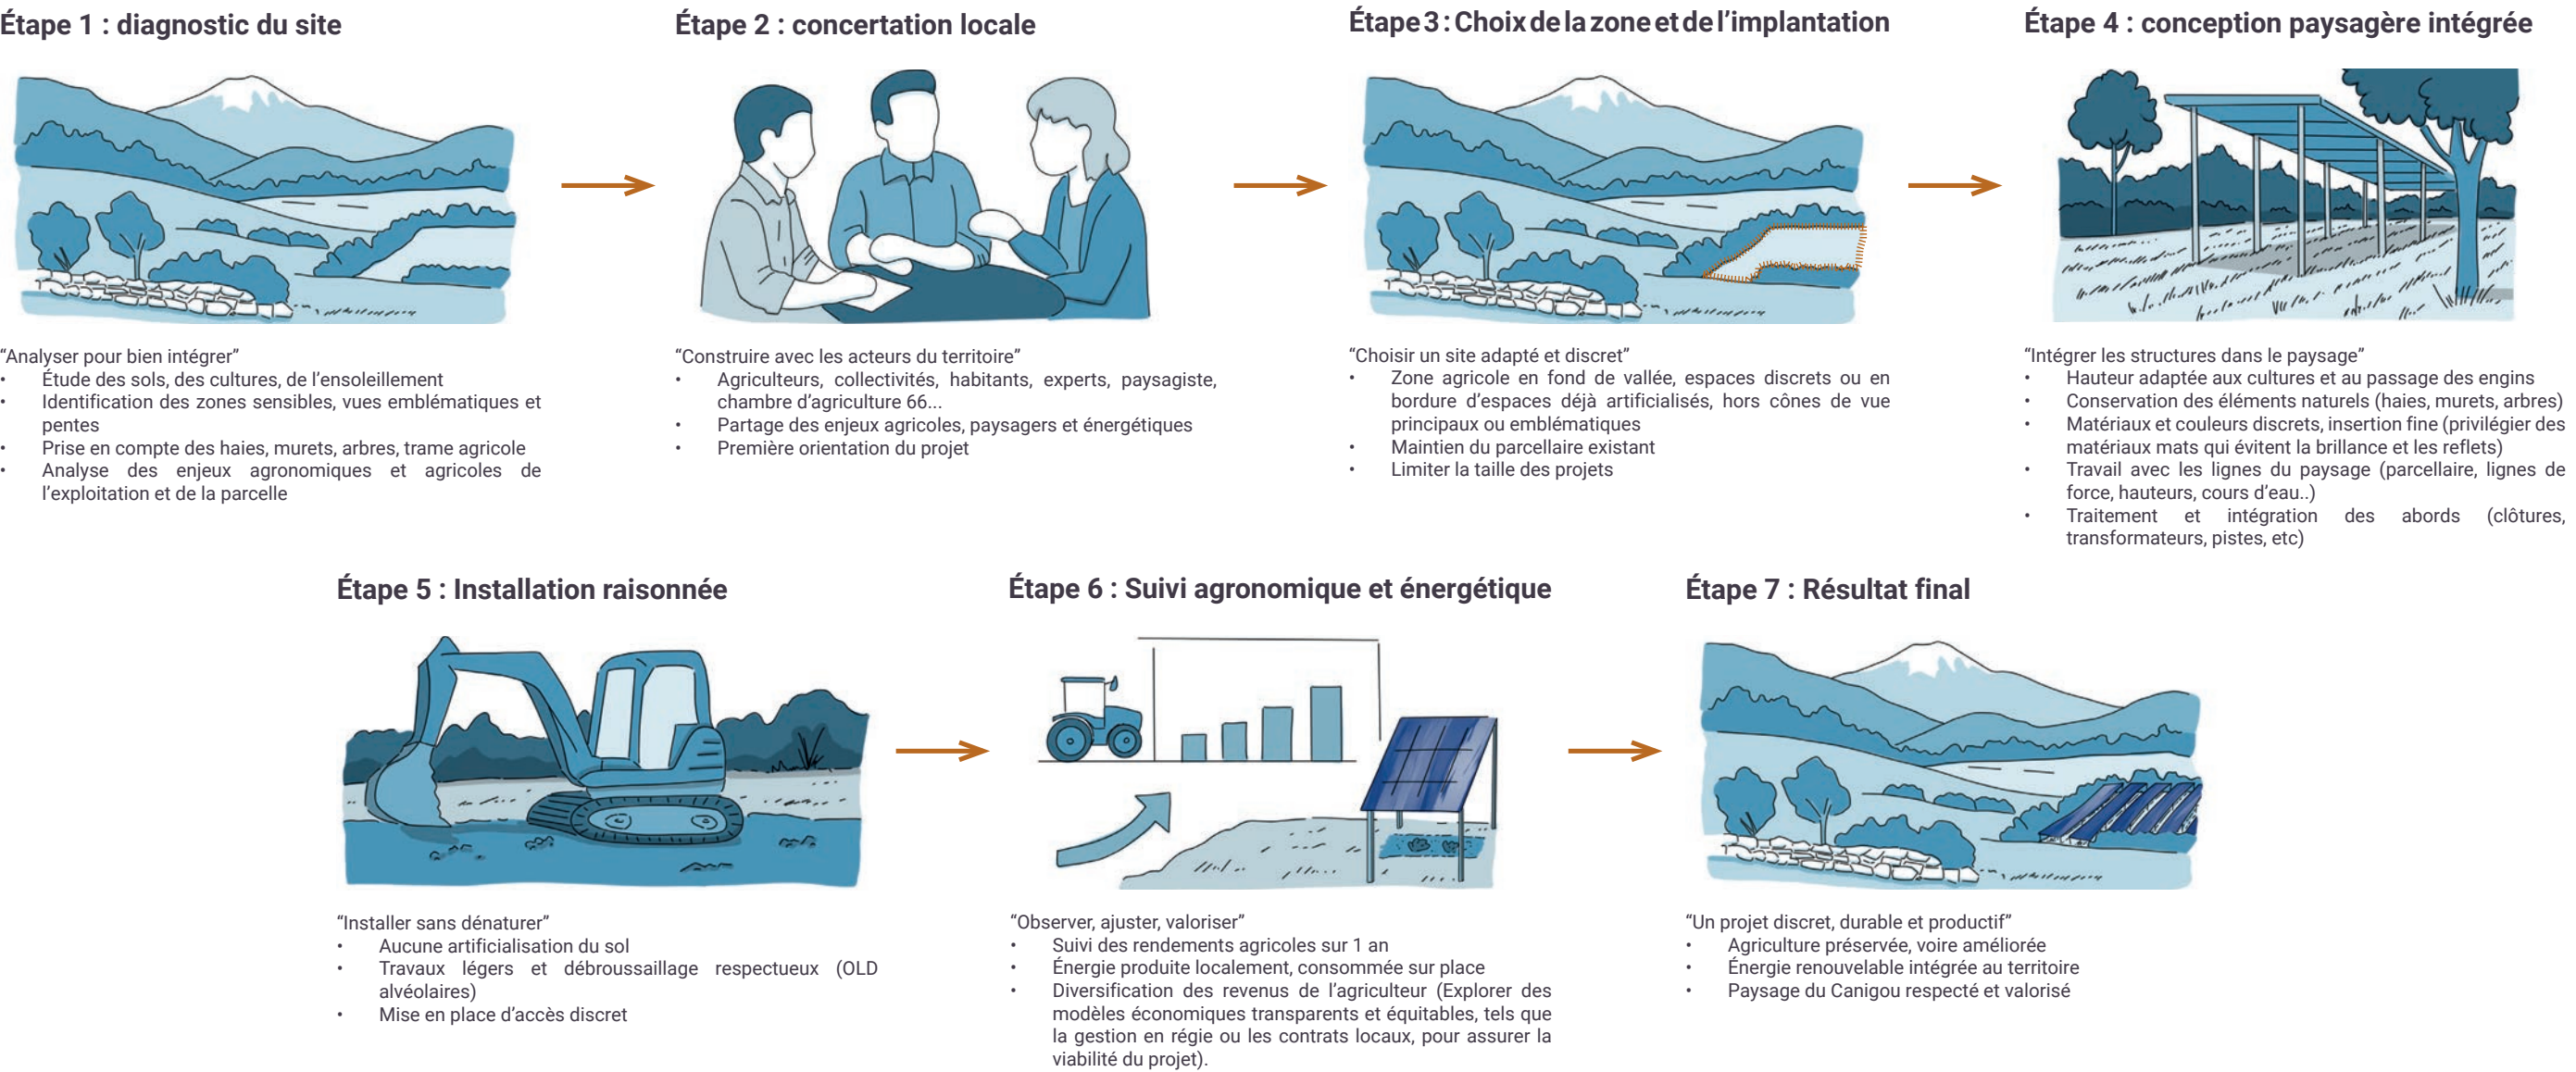 Étape 1 : diagnostic du site
“Analyser pour bien intégrer”
• Étude des sols, des cultures, de l’ensoleillement
• Identification des zones sensibles, vues emblématiques et
pentes
• Prise en compte des haies, murets, arbres, trame agricole
• Analyse des enjeux agronomiques et agricoles de
l’exploitation et de la parcelle
Étape 2 : concertation locale
“Construire avec les acteurs du territoire”
• Agriculteurs, collectivités, habitants, experts, paysagiste,
chambre d’agriculture 66...
• Partage des enjeux agricoles, paysagers et énergétiques
• Première orientation du projet
Étape 3 : Choix de la zone et de l’implantation
“Choisir un site adapté et discret”
• Zone agricole en fond de vallée, espaces discrets ou en
bordure d’espaces déjà artificialisés, hors cônes de vue
principaux ou emblématiques
• Maintien du parcellaire existant
• Limiter la taille des projets
Étape 4 : conception paysagère intégrée
“Intégrer les structures dans le paysage”
• Hauteur adaptée aux cultures et au passage des engins
• Conservation des éléments naturels (haies, murets, arbres)
• Matériaux et couleurs discrets, insertion fine (privilégier des
matériaux mats qui évitent la brillance et les reflets)
• Travail avec les lignes du paysage (parcellaire, lignes de
force, hauteurs, cours d’eau..)
• Traitement et intégration des abords (clôtures,
transformateurs, pistes, etc)
Étape 5 : Installation raisonnée
“Installer sans dénaturer”
• Aucune artificialisation du sol
• Travaux légers et débroussaillage respectueux (OLD
alvéolaires)
• Mise en place d’accès discret
Étape 6 : Suivi agronomique et énergétique
“Observer, ajuster, valoriser”
• Suivi des rendements agricoles sur 1 an
• Énergie produite localement, consommée sur place
• Diversification des revenus de l’agriculteur (Explorer des
modèles économiques transparents et équitables, tels que
la gestion en régie ou les contrats locaux, pour assurer la
viabilité du projet).
Étape 7 : Résultat final
“Un projet discret, durable et productif”
• Agriculture préservée, voire améliorée
• Énergie renouvelable intégrée au territoire
• Paysage du Canigou respecté et valorisé